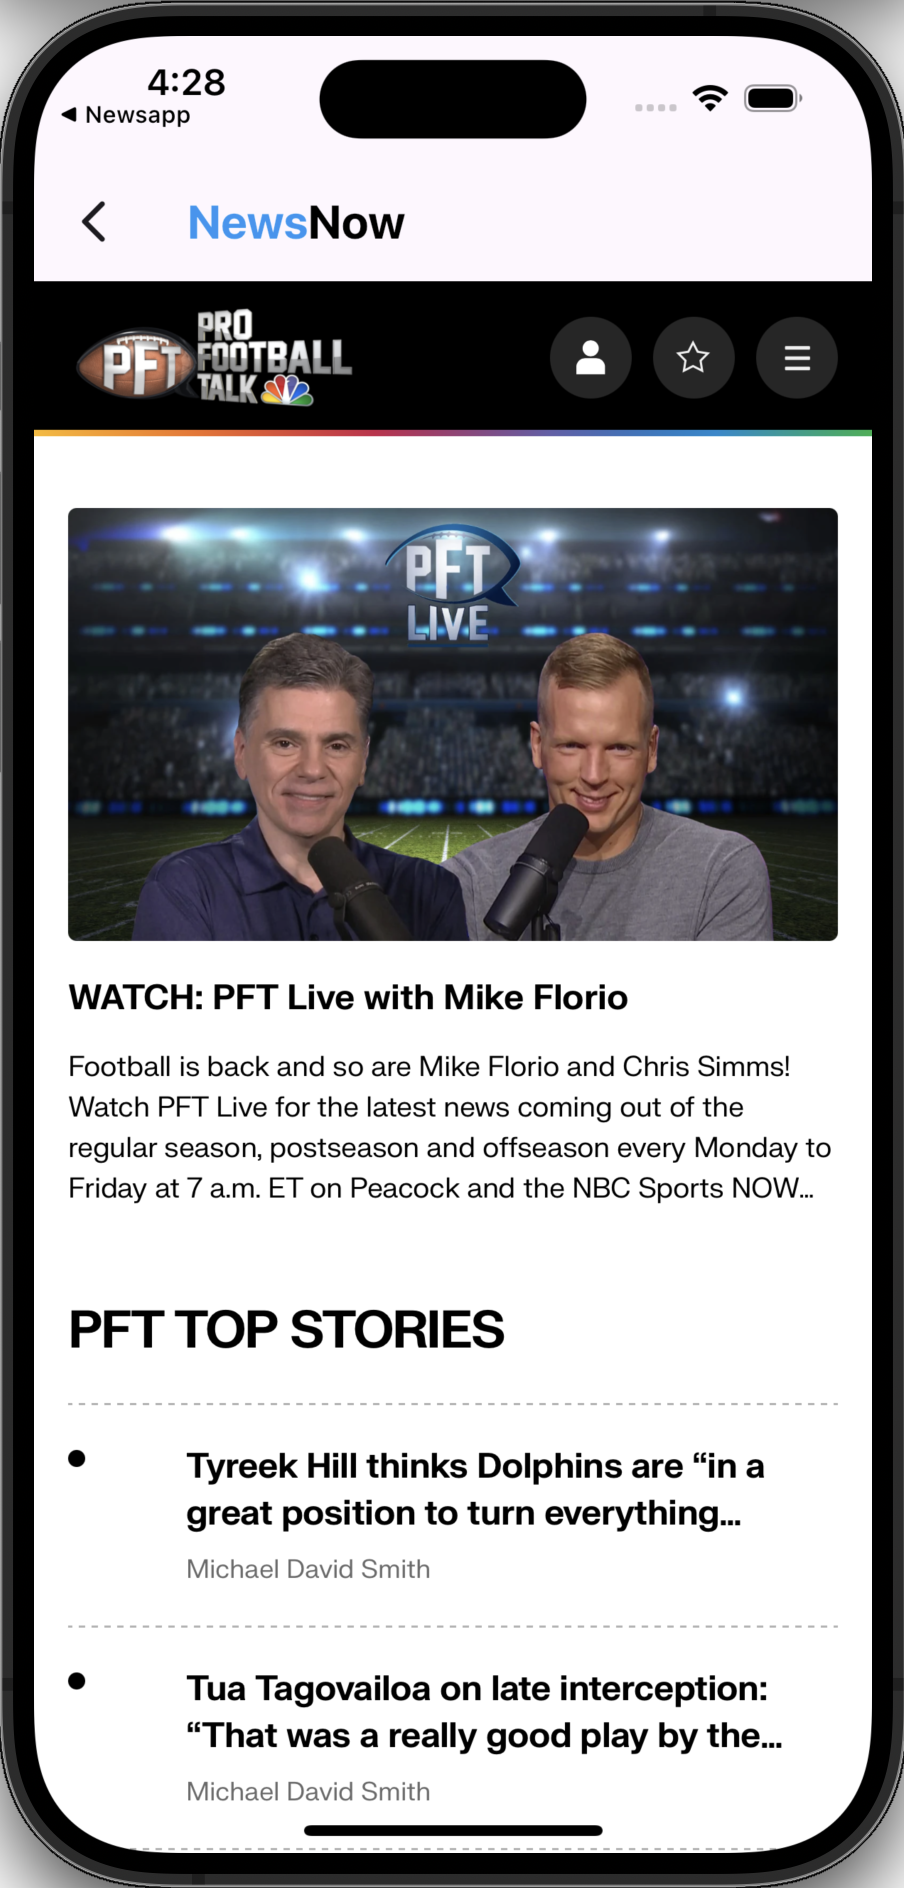 4:28
◀ Newsapp
NewsNow
PFT
PRO
FOOTBALL
TALK
PFT
LIVE
WATCH: PFT Live with Mike Florio
Football is back and so are Mike Florio and Chris Simms!
Watch PFT Live for the latest news coming out of the
regular season, postseason and offseason every Monday to
Friday at 7 a.m. ET on Peacock and the NBC Sports NOW...
PFT TOP STORIES
Tyreek Hill thinks Dolphins are “in a
great position to turn everything...
Michael David Smith
Tua Tagovailoa on late interception:
“That was a really good play by the...
Michael David Smith